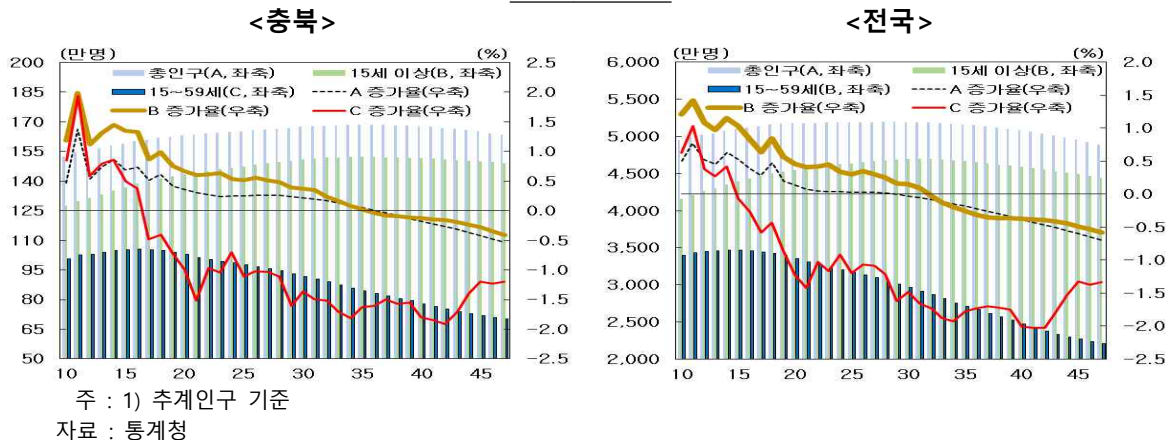 <충북>
<전국>
(만명) (%)
총인구(A, 좌축) 15세 이상(B, 좌축)
15~59세(C, 좌축) A 증가율(우축)
B 증가율(우축) C 증가율(우축)
200 185 170 155 140 125 110 95 80 65 50
2.5 2.0 1.5 1.0 0.5 0.0 -0.5 -1.0 -1.5 -2.0 -2.5
10 15 20 25 30 35 40 45
(만명) (%)
총인구(A, 좌축) 15세 이상(B, 좌축)
15~59세(B, 좌축) A 증가율(우축)
B 증가율(우축) C 증가율(우축)
6,000 5,500 5,000 4,500 4,000 3,500 3,000 2,500 2,000
2.0 1.5 1.0 0.5 0.0 -0.5 -1.0 -1.5 -2.0 -2.5
10 15 20 25 30 35 40 45
주 : 1) 추계인구 기준
자료 : 통계청